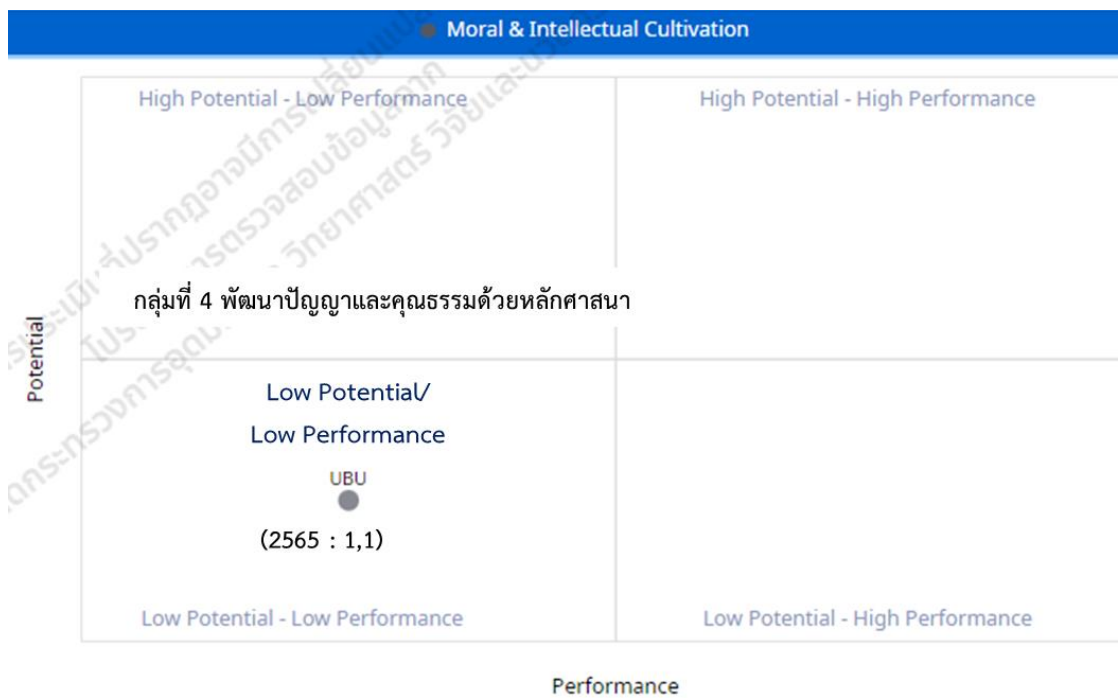 Moral & Intellectual Cultivation
High Potential - Low Performance
High Potential - High Performance
กลุ่มที่ 4 พัฒนาปัญญาและคุณธรรมด้วยหลักศาสนา
Potential
Low Potential/
Low Performance
UBU
(2565 : 1,1)
Low Potential - Low Performance
Low Potential - High Performance
Performance